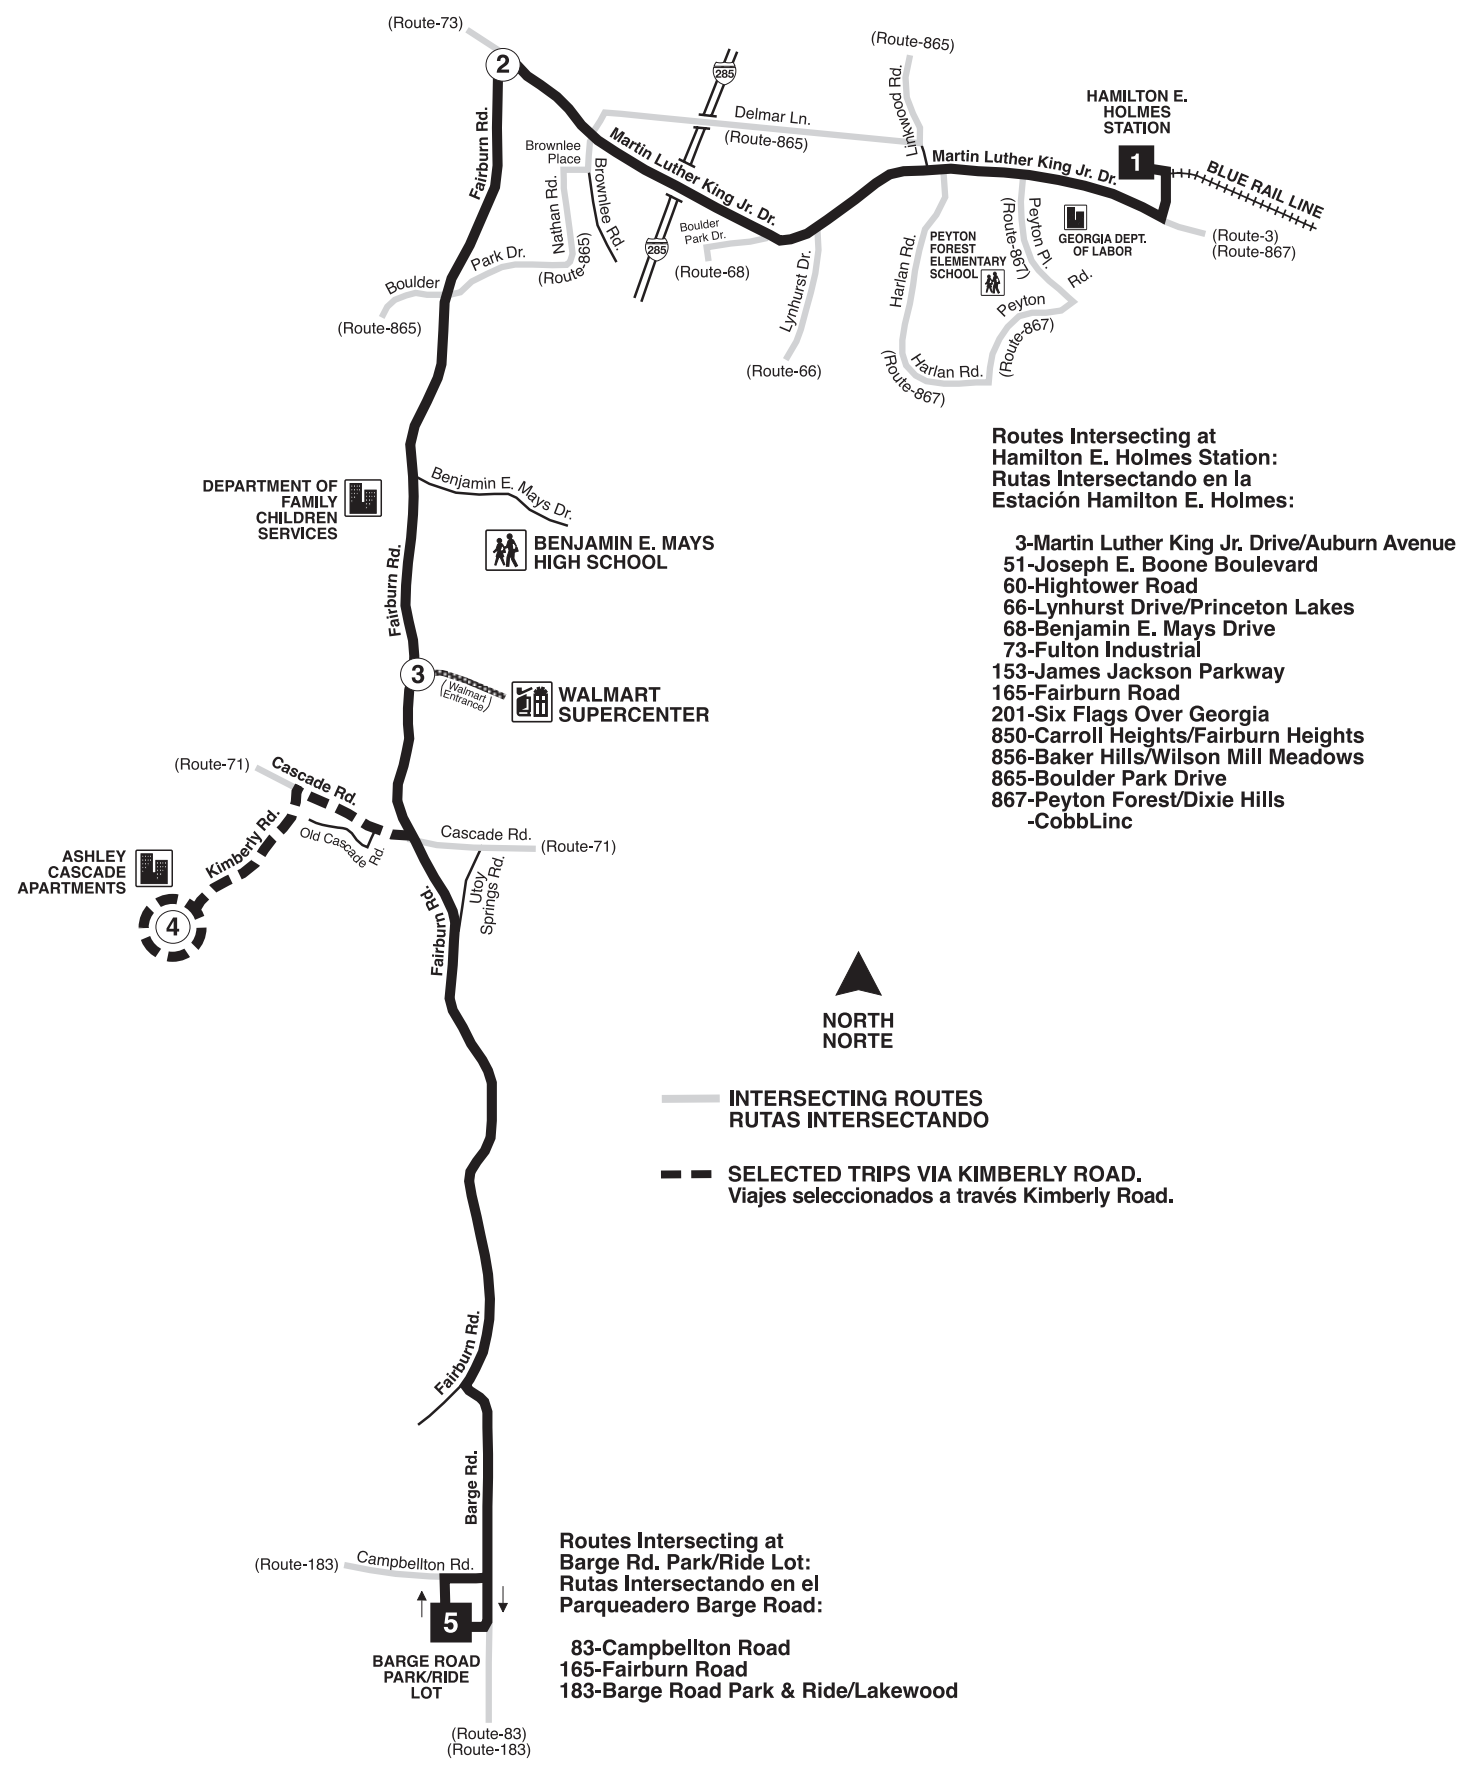 (Route-73)
2
285
(Route-865)
Linkwood Rd.
HAMILTON E.
HOLMES
STATION
1
Delmar Ln.
(Route-865)
Fairburn Rd.
Brownlee
Place
Martin Luther King Jr. Dr.
Martin Luther King Jr. Dr.
BLUE RAIL LINE
Nathan Rd.
Brownlee Rd.
(Route-865)
285
Boulder
Park Dr.
(Route-68)
Lynhurst Dr.
(Route-66)
Harlan Rd.
PEYTON
FOREST
ELEMENTARY
SCHOOL
(Route-867)
Peyton Pl.
GEORGIA DEPT.
OF LABOR
(Route-3)
(Route-867)
Boulder
Park Dr.
(Route-865)
Peyton
Rd.
(Route-867)
Harlan Rd.
(Route-867)
Routes Intersecting at
Hamilton E. Holmes Station:
Rutas Intersectando en la
Estación Hamilton E. Holmes:
3-Martin Luther King Jr. Drive/Auburn Avenue
51-Joseph E. Boone Boulevard
60-Hightower Road
66-Lynhurst Drive/Princeton Lakes
68-Benjamin E. Mays Drive
73-Fulton Industrial
153-James Jackson Parkway
165-Fairburn Road
201-Six Flags Over Georgia
850-Carroll Heights/Fairburn Heights
856-Baker Hills/Wilson Mill Meadows
865-Boulder Park Drive
867-Peyton Forest/Dixie Hills
-CobbLinc
DEPARTMENT OF
FAMILY
CHILDREN
SERVICES
Benjamin E. Mays Dr.
BENJAMIN E. MAYS
HIGH SCHOOL
Fairburn Rd.
3
(Walmart
Entrance)
WALMART
SUPERCENTER
(Route-71)
Cascade Rd.
Kimberly Rd.
Old Cascade
Rd.
Cascade Rd.
(Route-71)
ASHLEY
CASCADE
APARTMENTS
4
Utoy
Springs Rd.
Fairburn Rd.
NORTH
NORTE
INTERSECTING ROUTES
RUTAS INTERSECTANDO
SELECTED TRIPS VIA KIMBERLY ROAD.
Viajes seleccionados a través Kimberly Road.
Fairburn Rd.
Barge Rd.
(Route-183)
Campbellton Rd.
5
BARGE ROAD
PARK/RIDE
LOT
Routes Intersecting at
Barge Rd. Park/Ride Lot:
Rutas Intersectando en el
Parqueadero Barge Road:
83-Campbellton Road
165-Fairburn Road
183-Barge Road Park & Ride/Lakewood
(Route-83)
(Route-183)